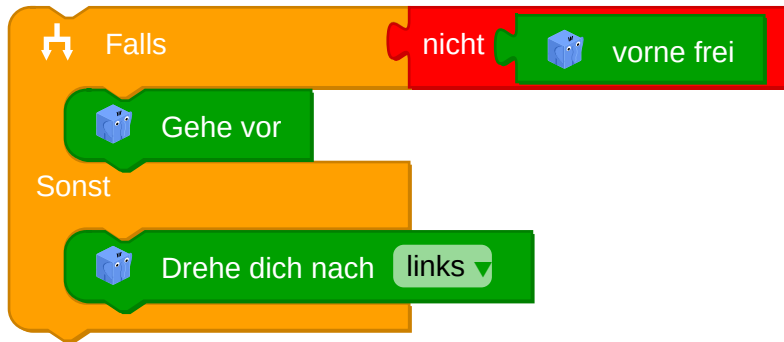 Falls nicht vorne frei
Gehe vor
Sonst
Drehe dich nach links